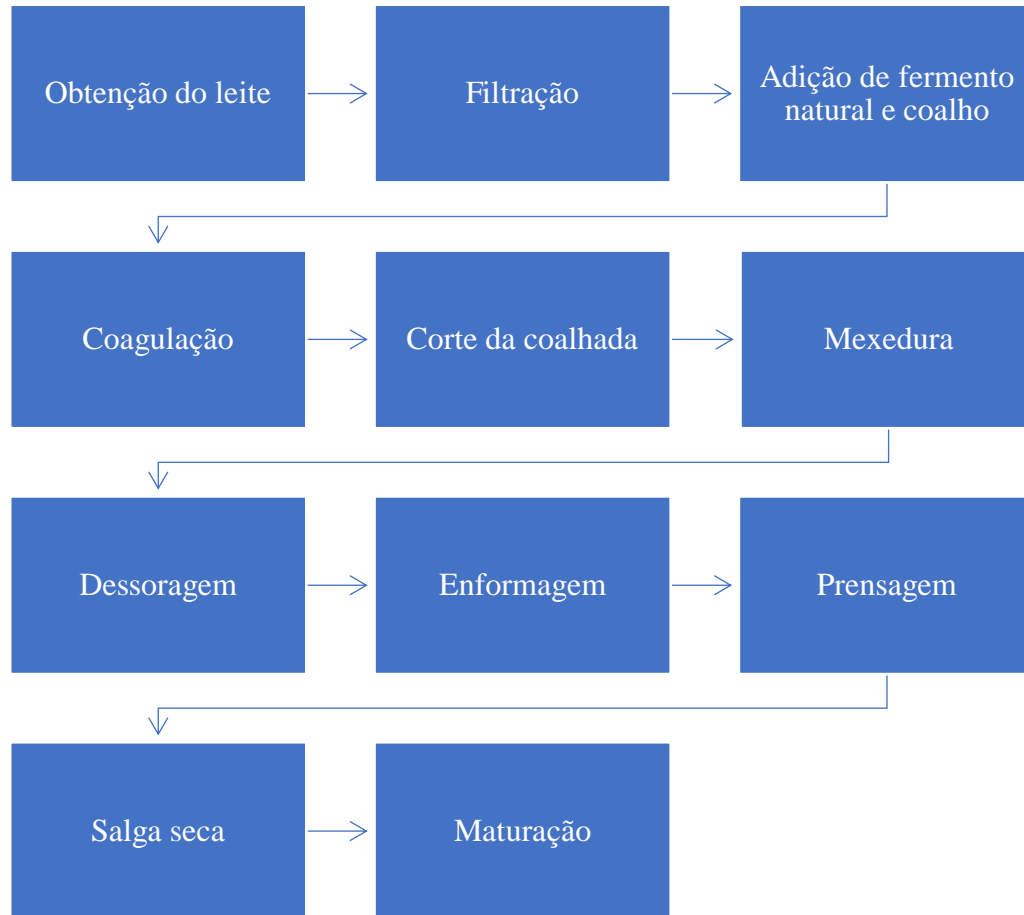 Obtenção do leite
Filtração
Adição de fermento
natural e coalho
Coagulação
Corte da coalhada
Mexedura
Dessoragem
Enformagem
Prensagem
Salga seca
Maturação